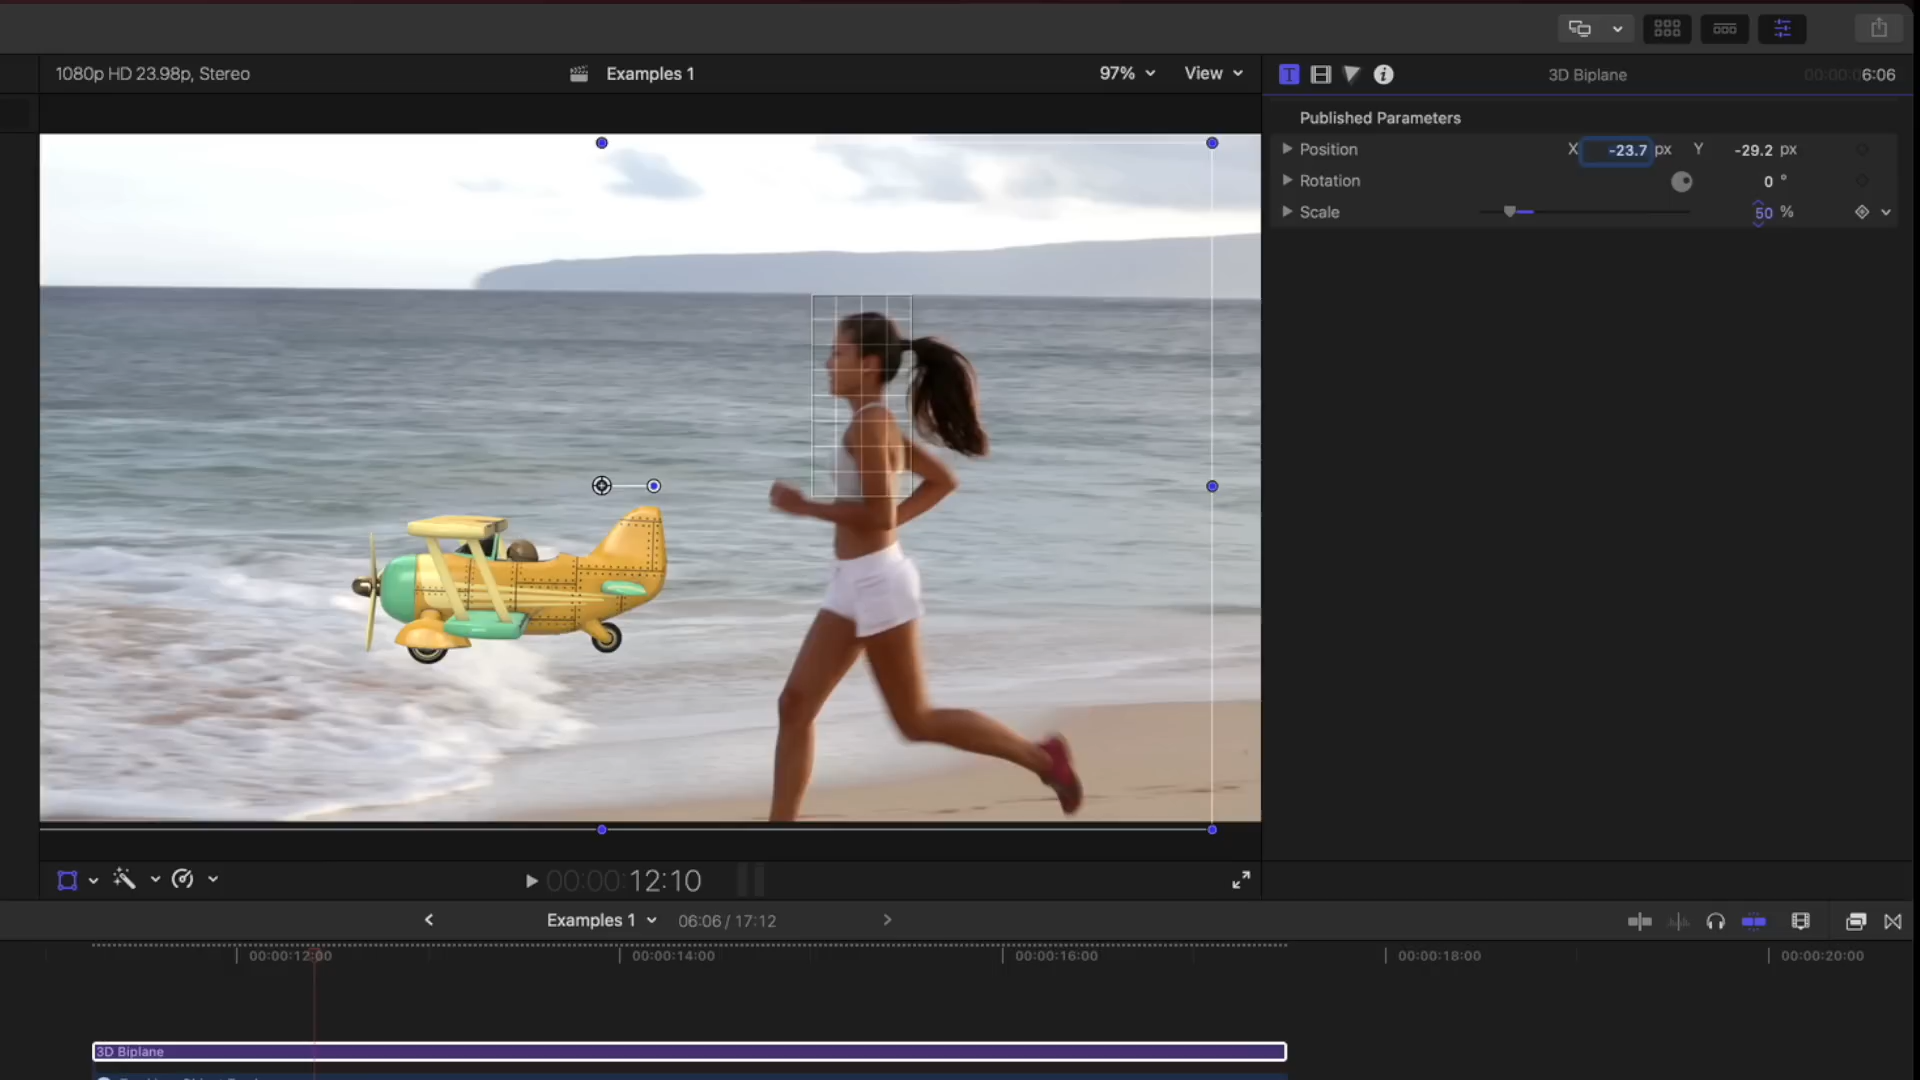 1080p HD 23.98p, Stereo
Examples 1
97%
View
3D Biplane
00:00:06:06
Published Parameters
Position X -23.7 px Y -29.2 px
Rotation 0 °
Scale 50 %
00:00:12:10
Examples 1
06:06 / 17:12
00:00:12:00
00:00:14:00
00:00:16:00
00:00:18:00
00:00:20:00
3D Biplane